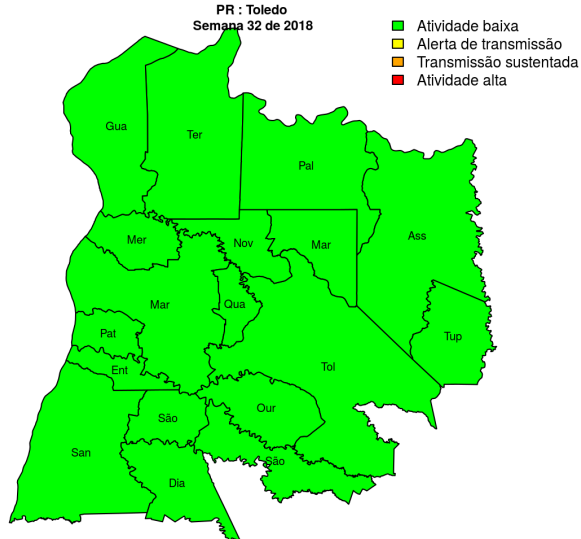 PR : Toledo
Semana 32 de 2018
Atividade baixa
Alerta de transmissão
Transmissão sustentada
Atividade alta
Gua
Ter
Pal
Ass
Mer
Nov
Mar
Mar
Qua
Pat
Tup
Ent
Tol
São
Our
San
São
Dia